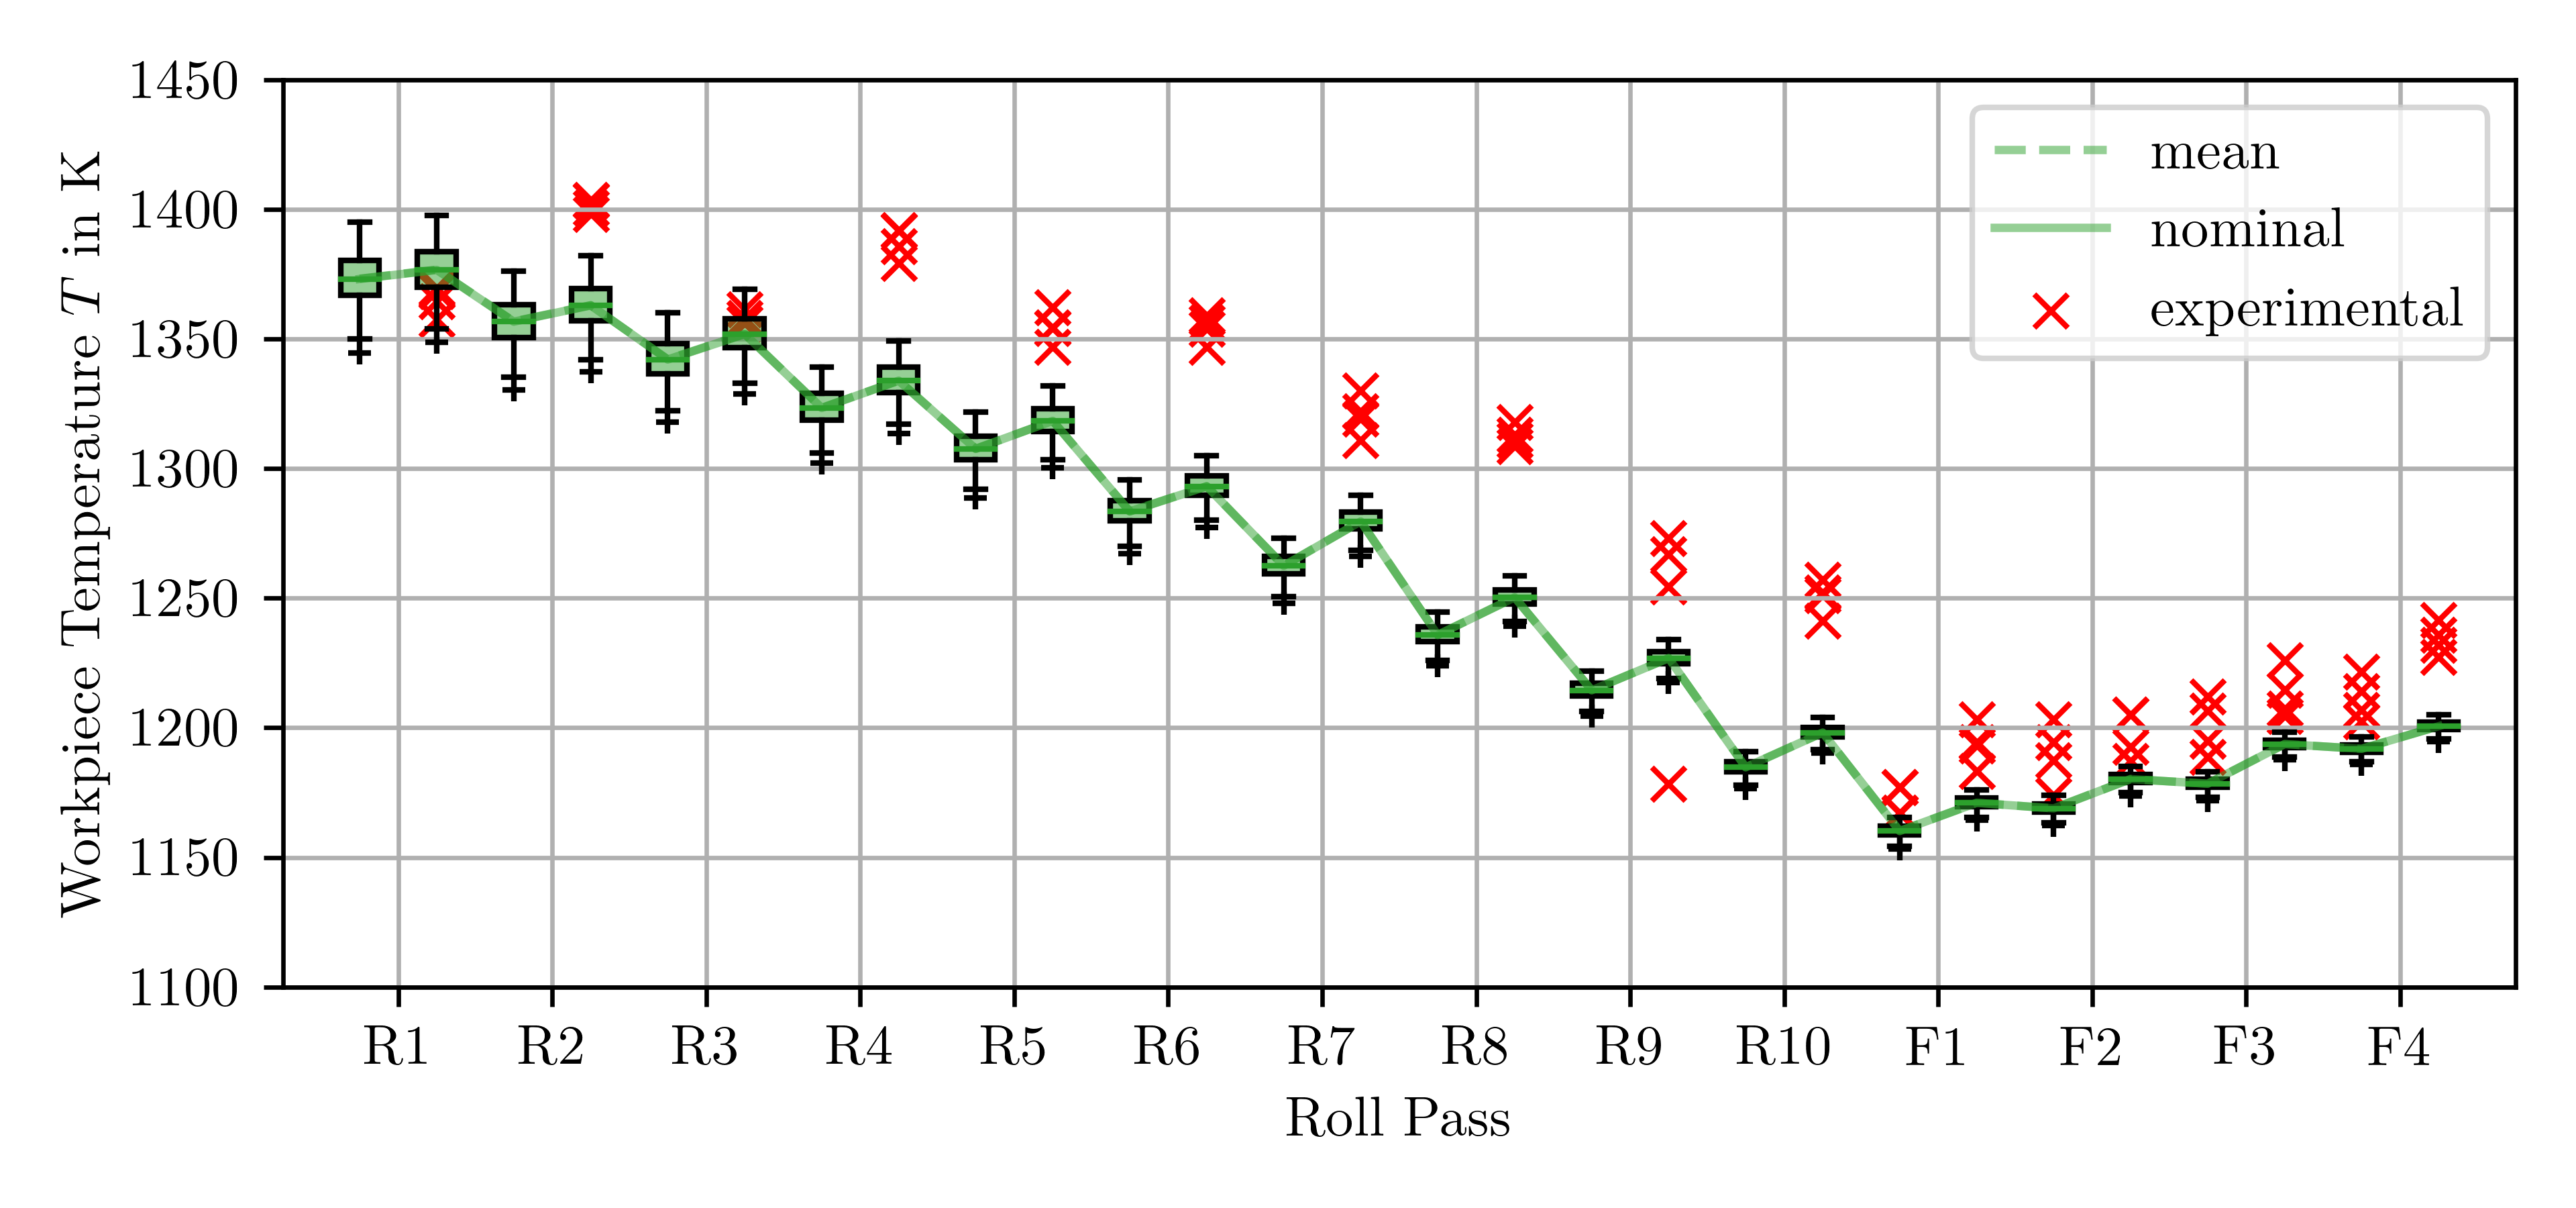 Workpiece Temperature T in K
1450
1400
1350
1300
1250
1200
1150
1100
mean
nominal
experimental
R1 R2 R3 R4 R5 R6 R7 R8 R9 R10 F1 F2 F3 F4
Roll Pass